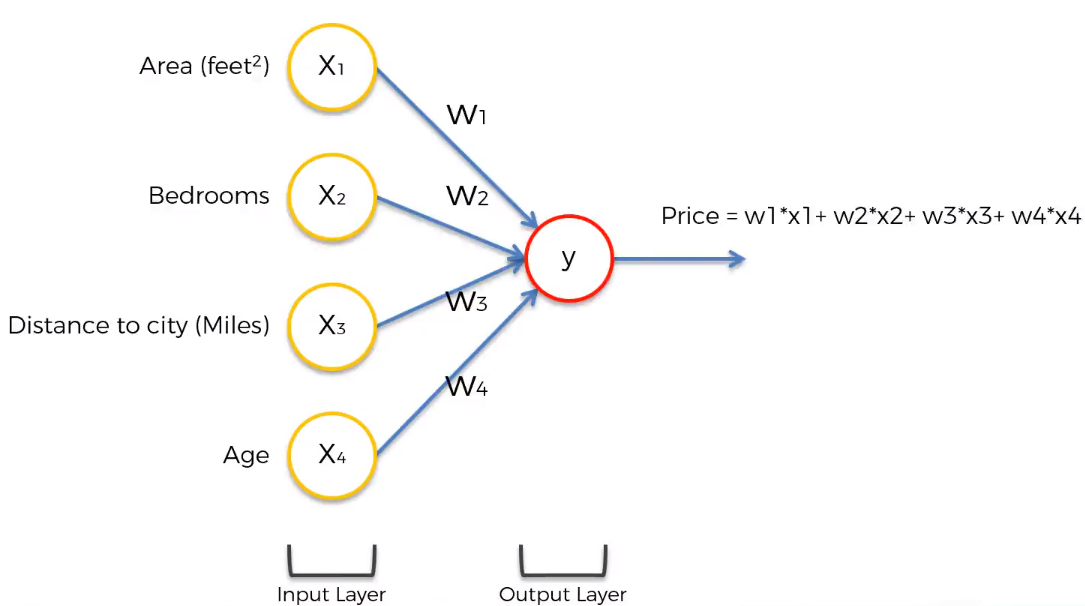 Area (feet²)
X₁
W₁
Bedrooms
X₂
W₂
Price = w1*x1+ w2*x2+ w3*x3+ w4*x4
y
Distance to city (Miles)
X₃
W₃
Age
X₄
W₄
Input Layer
Output Layer